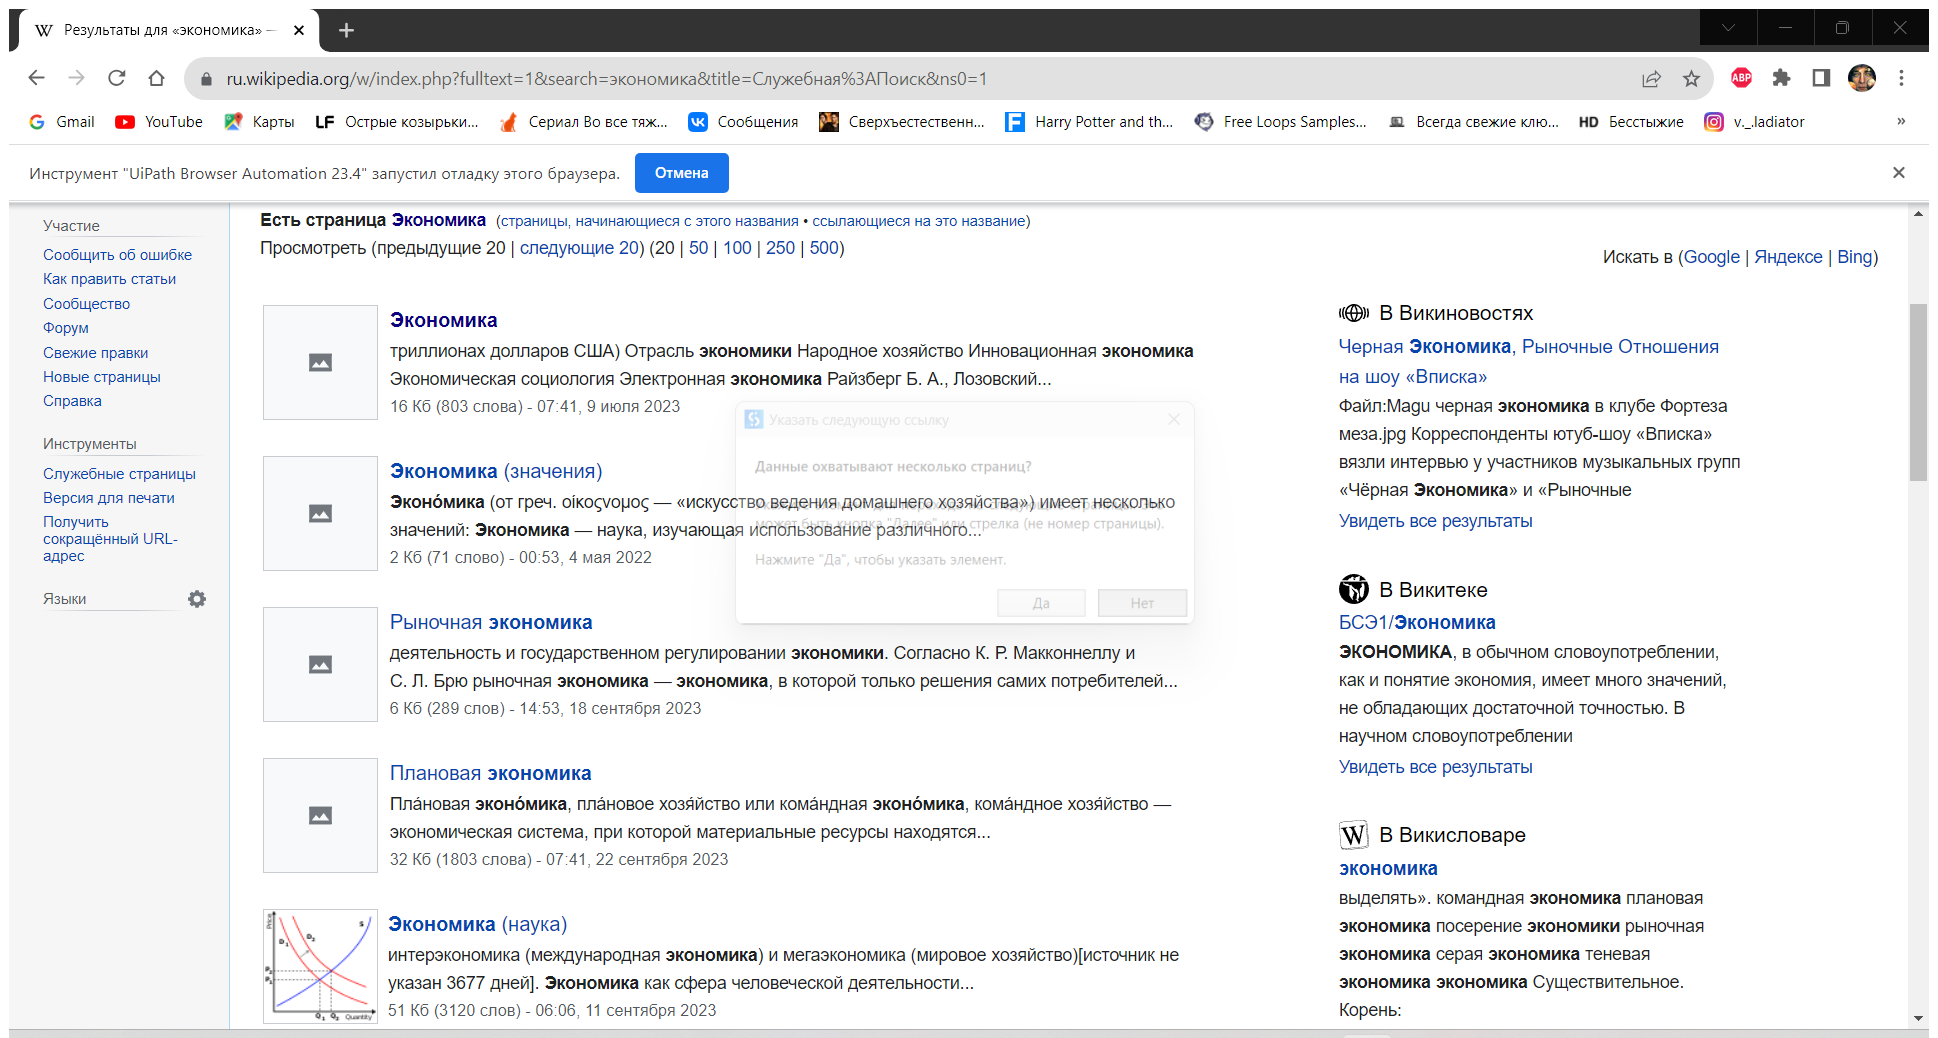 Результаты для «экономика» —
ru.wikipedia.org/w/index.php?fulltext=1&search=экономика&title=Служебная%3АПоиск&ns0=1
ABP
Gmail YouTube Карты LF Острые козырьки... Сериал Во все тяж... Сообщения Сверхъестественн... Harry Potter and th... Free Loops Samples... Всегда свежие клю... HD Бесстыжие v._.ladiator »
Инструмент "UiPath Browser Automation 23.4" запустил отладку этого браузера. Отмена
Участие
Сообщить об ошибке
Как править статьи
Сообщество
Форум
Свежие правки
Новые страницы
Справка
Инструменты
Служебные страницы
Версия для печати
Получить
сокращённый URL-
адрес
Языки
Есть страница Экономика (страницы, начинающиеся с этого названия • ссылающиеся на это название)
Просмотреть (предыдущие 20 | следующие 20) (20 | 50 | 100 | 250 | 500)
Искать в (Google | Яндексе | Bing)
Экономика
триллионах долларов США) Отрасль экономики Народное хозяйство Инновационная экономика
Экономическая социология Электронная экономика Райзберг Б. А., Лозовский...
16 Кб (803 слова) - 07:41, 9 июля 2023
Экономика (значения)
Эконо́мика (от греч. οίκονομος — «искусство ведения домашнего хозяйства») имеет несколько
значений: Экономика — наука, изучающая использование различного...
2 Кб (71 слово) - 00:53, 4 мая 2022
Указать следующую ссылку
Данные охватывают несколько страниц?
может быть кнопка "Далее" или стрелка (не номер страницы).
Нажмите "Да", чтобы указать элемент.
Да Нет
Рыночная экономика
деятельность и государственном регулировании экономики. Согласно К. Р. Макконнеллу и
С. Л. Брю рыночная экономика — экономика, в которой только решения самих потребителей...
6 Кб (289 слов) - 14:53, 18 сентября 2023
Плановая экономика
Пла́новая эконо́мика, пла́новое хозя́йство или кома́ндная эконо́мика, кома́ндное хозя́йство —
экономическая система, при которой материальные ресурсы находятся...
32 Кб (1803 слова) - 07:41, 22 сентября 2023
Экономика (наука)
интерэкономика (международная экономика) и мегаэкономика (мировое хозяйство)[источник не
указан 3677 дней]. Экономика как сфера человеческой деятельности...
51 Кб (3120 слов) - 06:06, 11 сентября 2023
Price
S
D1
D2
P2
P1
Q1 Q2 Quantity
В Викиновостях
Черная Экономика, Рыночные Отношения
на шоу «Вписка»
Файл:Magu черная экономика в клубе Фортеза
меза.jpg Корреспонденты ютуб-шоу «Вписка»
вязли интервью у участников музыкальных групп
«Чёрная Экономика» и «Рыночные
Увидеть все результаты
В Викитеке
БСЭ1/Экономика
ЭКОНОМИКА, в обычном словоупотреблении,
как и понятие экономия, имеет много значений,
не обладающих достаточной точностью. В
научном словоупотреблении
Увидеть все результаты
W В Викисловаре
экономика
выделять». командная экономика плановая
экономика посерение экономики рыночная
экономика серая экономика теневая
экономика экономика Существительное.
Корень: